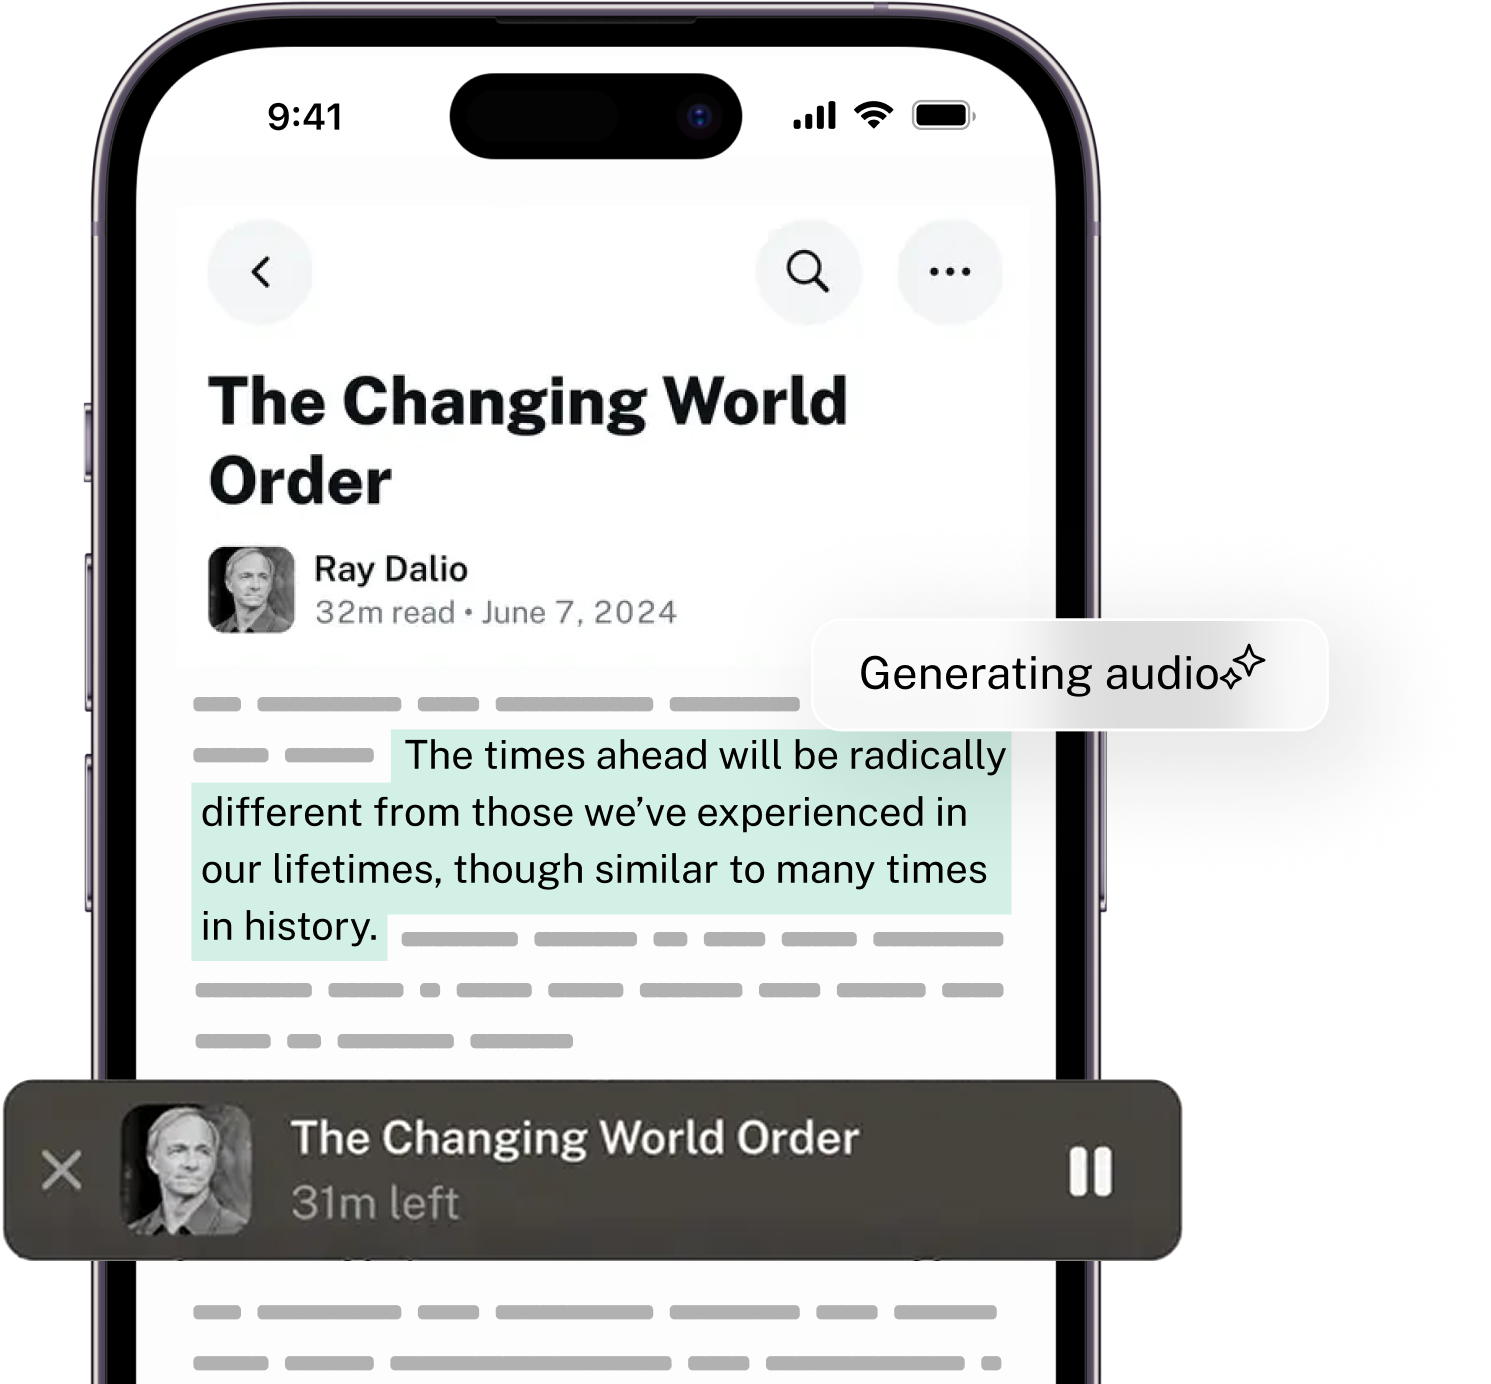 9:41
The Changing World
Order
Ray Dalio
32m read • June 7, 2024
Generating audio
The times ahead will be radically
different from those we’ve experienced in
our lifetimes, though similar to many times
in history.
The Changing World Order
31m left